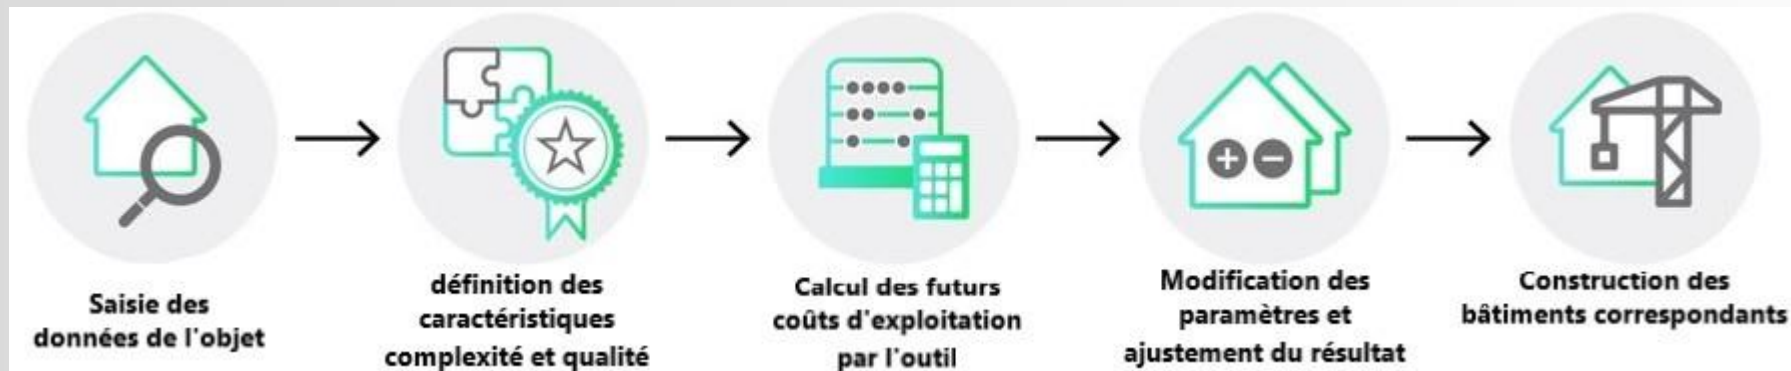 Saisie des
données de l'objet
définition des
caractéristiques
complexité et qualité
Calcul des futurs
coûts d'exploitation
par l'outil
Modification des
paramètres et
ajustement du résultat
Construction des
bâtiments correspondants